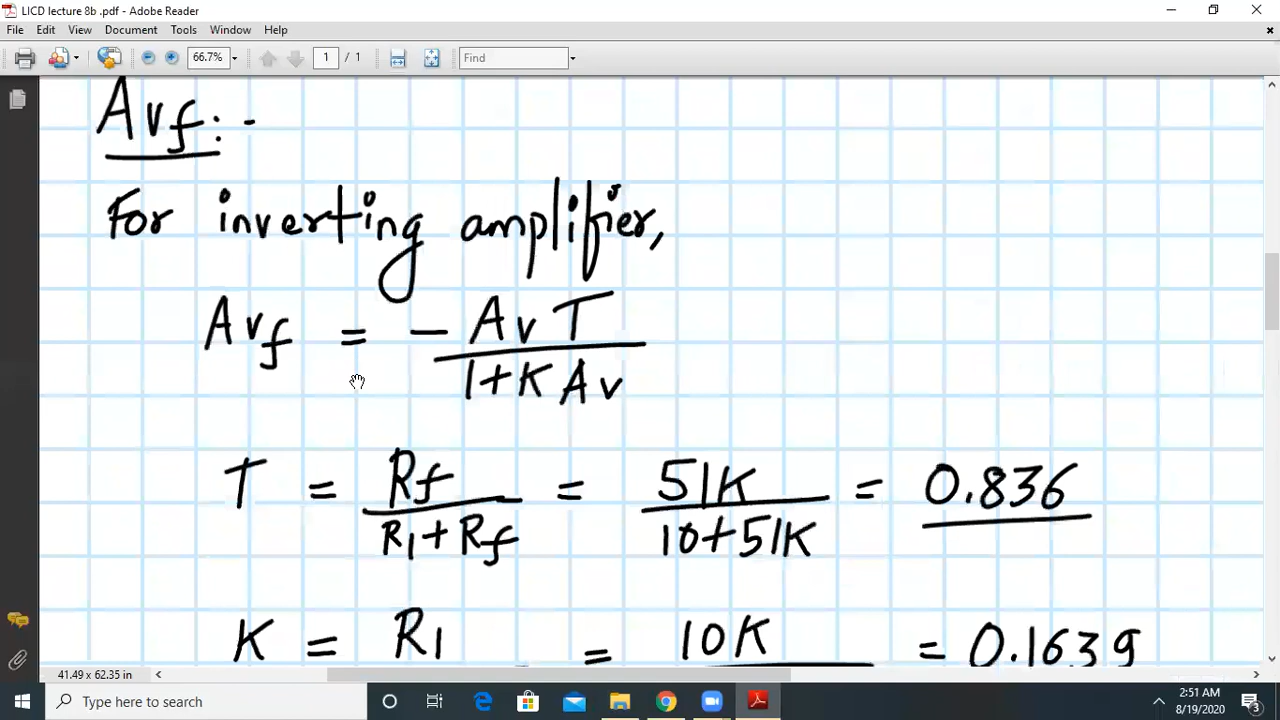 LICD lecture 8b .pdf - Adobe Reader
File Edit View Document Tools Window Help
66.7% 1 / 1 Find
Avf:-
For inverting amplifier,
Avf = - AvT / 1+KAv
T = Rf / R1+Rf = 51K / 10+51K = 0.836
K = R1 = 10K = 0.1639
41.49 x 62.35 in
Type here to search
2:51 AM
8/19/2020
3